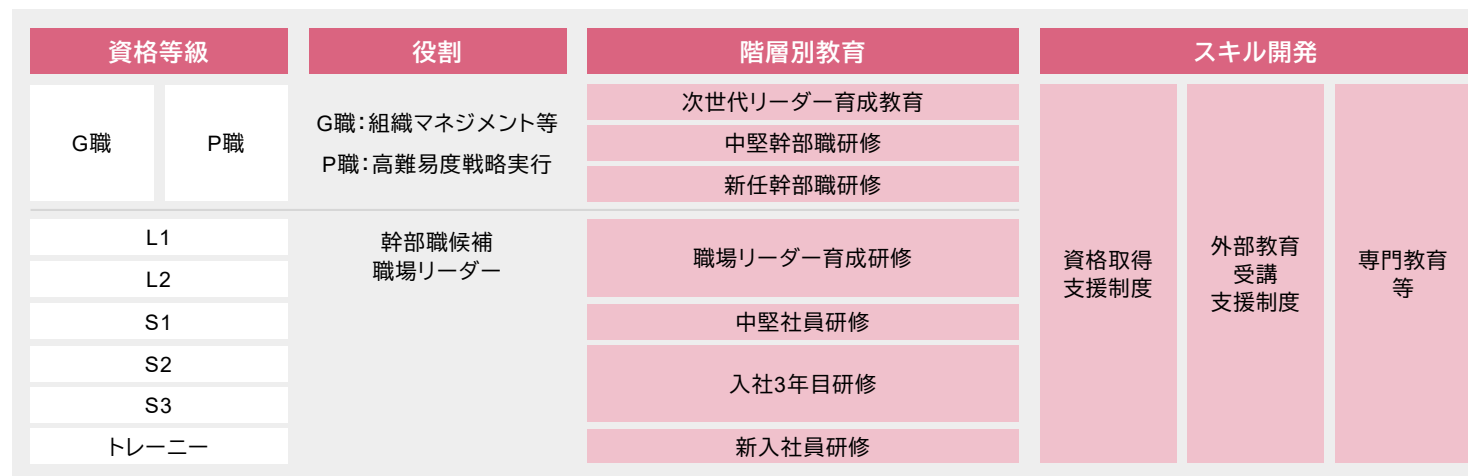 資格等級
役割
階層別教育
スキル開発
G職
P職
G職：組織マネジメント等
P職：高難易度戦略実行
次世代リーダー育成教育
中堅幹部職研修
新任幹部職研修
L1
L2
S1
S2
S3
トレーニー
幹部職候補
職場リーダー
職場リーダー育成研修
中堅社員研修
入社3年目研修
新入社員研修
資格取得
支援制度
外部教育
受講
支援制度
専門教育
等